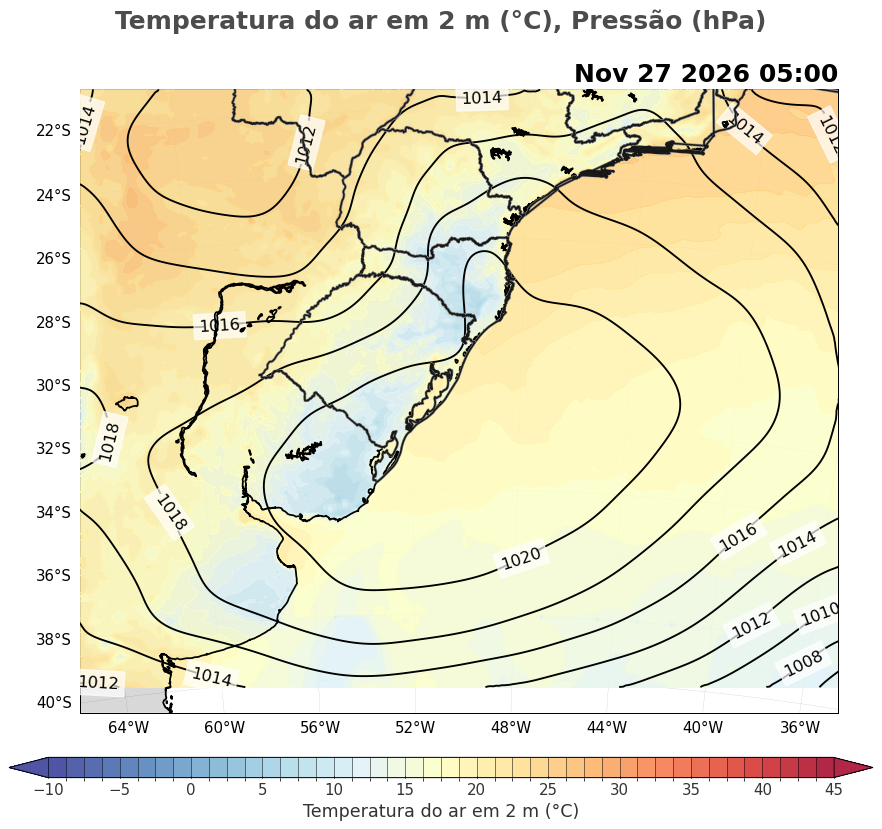 Temperatura do ar em 2 m (°C), Pressão (hPa)
Nov 27 2026 05:00
1014
1014
1012
1014
1012
22°S
24°S
26°S
28°S
30°S
32°S
34°S
36°S
38°S
40°S
1016
1018
1018
1020
1016
1014
1012
1010
1008
1012
1014
64°W
60°W
56°W
52°W
48°W
44°W
40°W
36°W
−10
−5
0
5
10
15
20
25
30
35
40
45
Temperatura do ar em 2 m (°C)